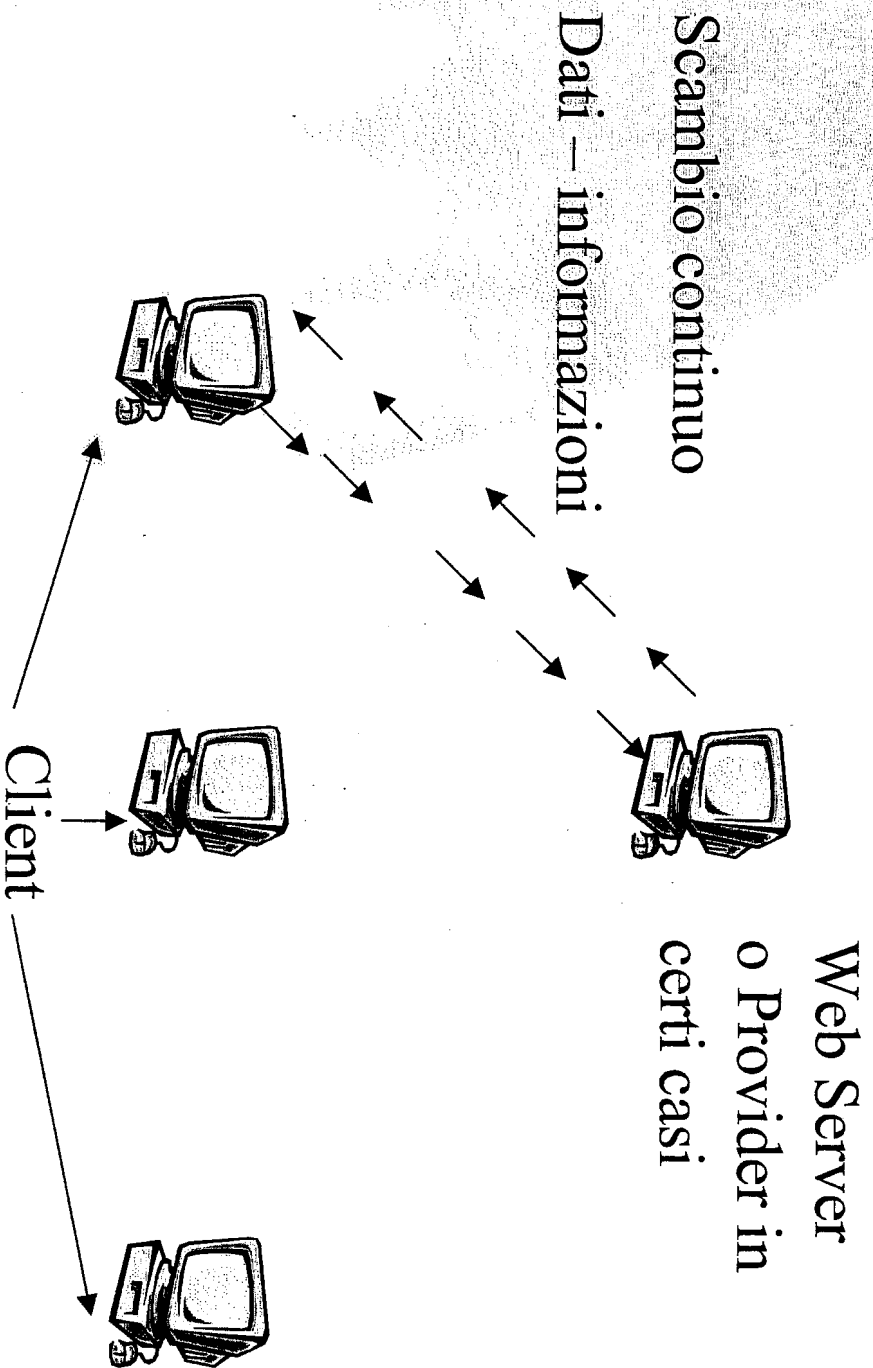 Scambio continuo
Dati – informazioni
Web Server
o Provider in
certi casi
Client